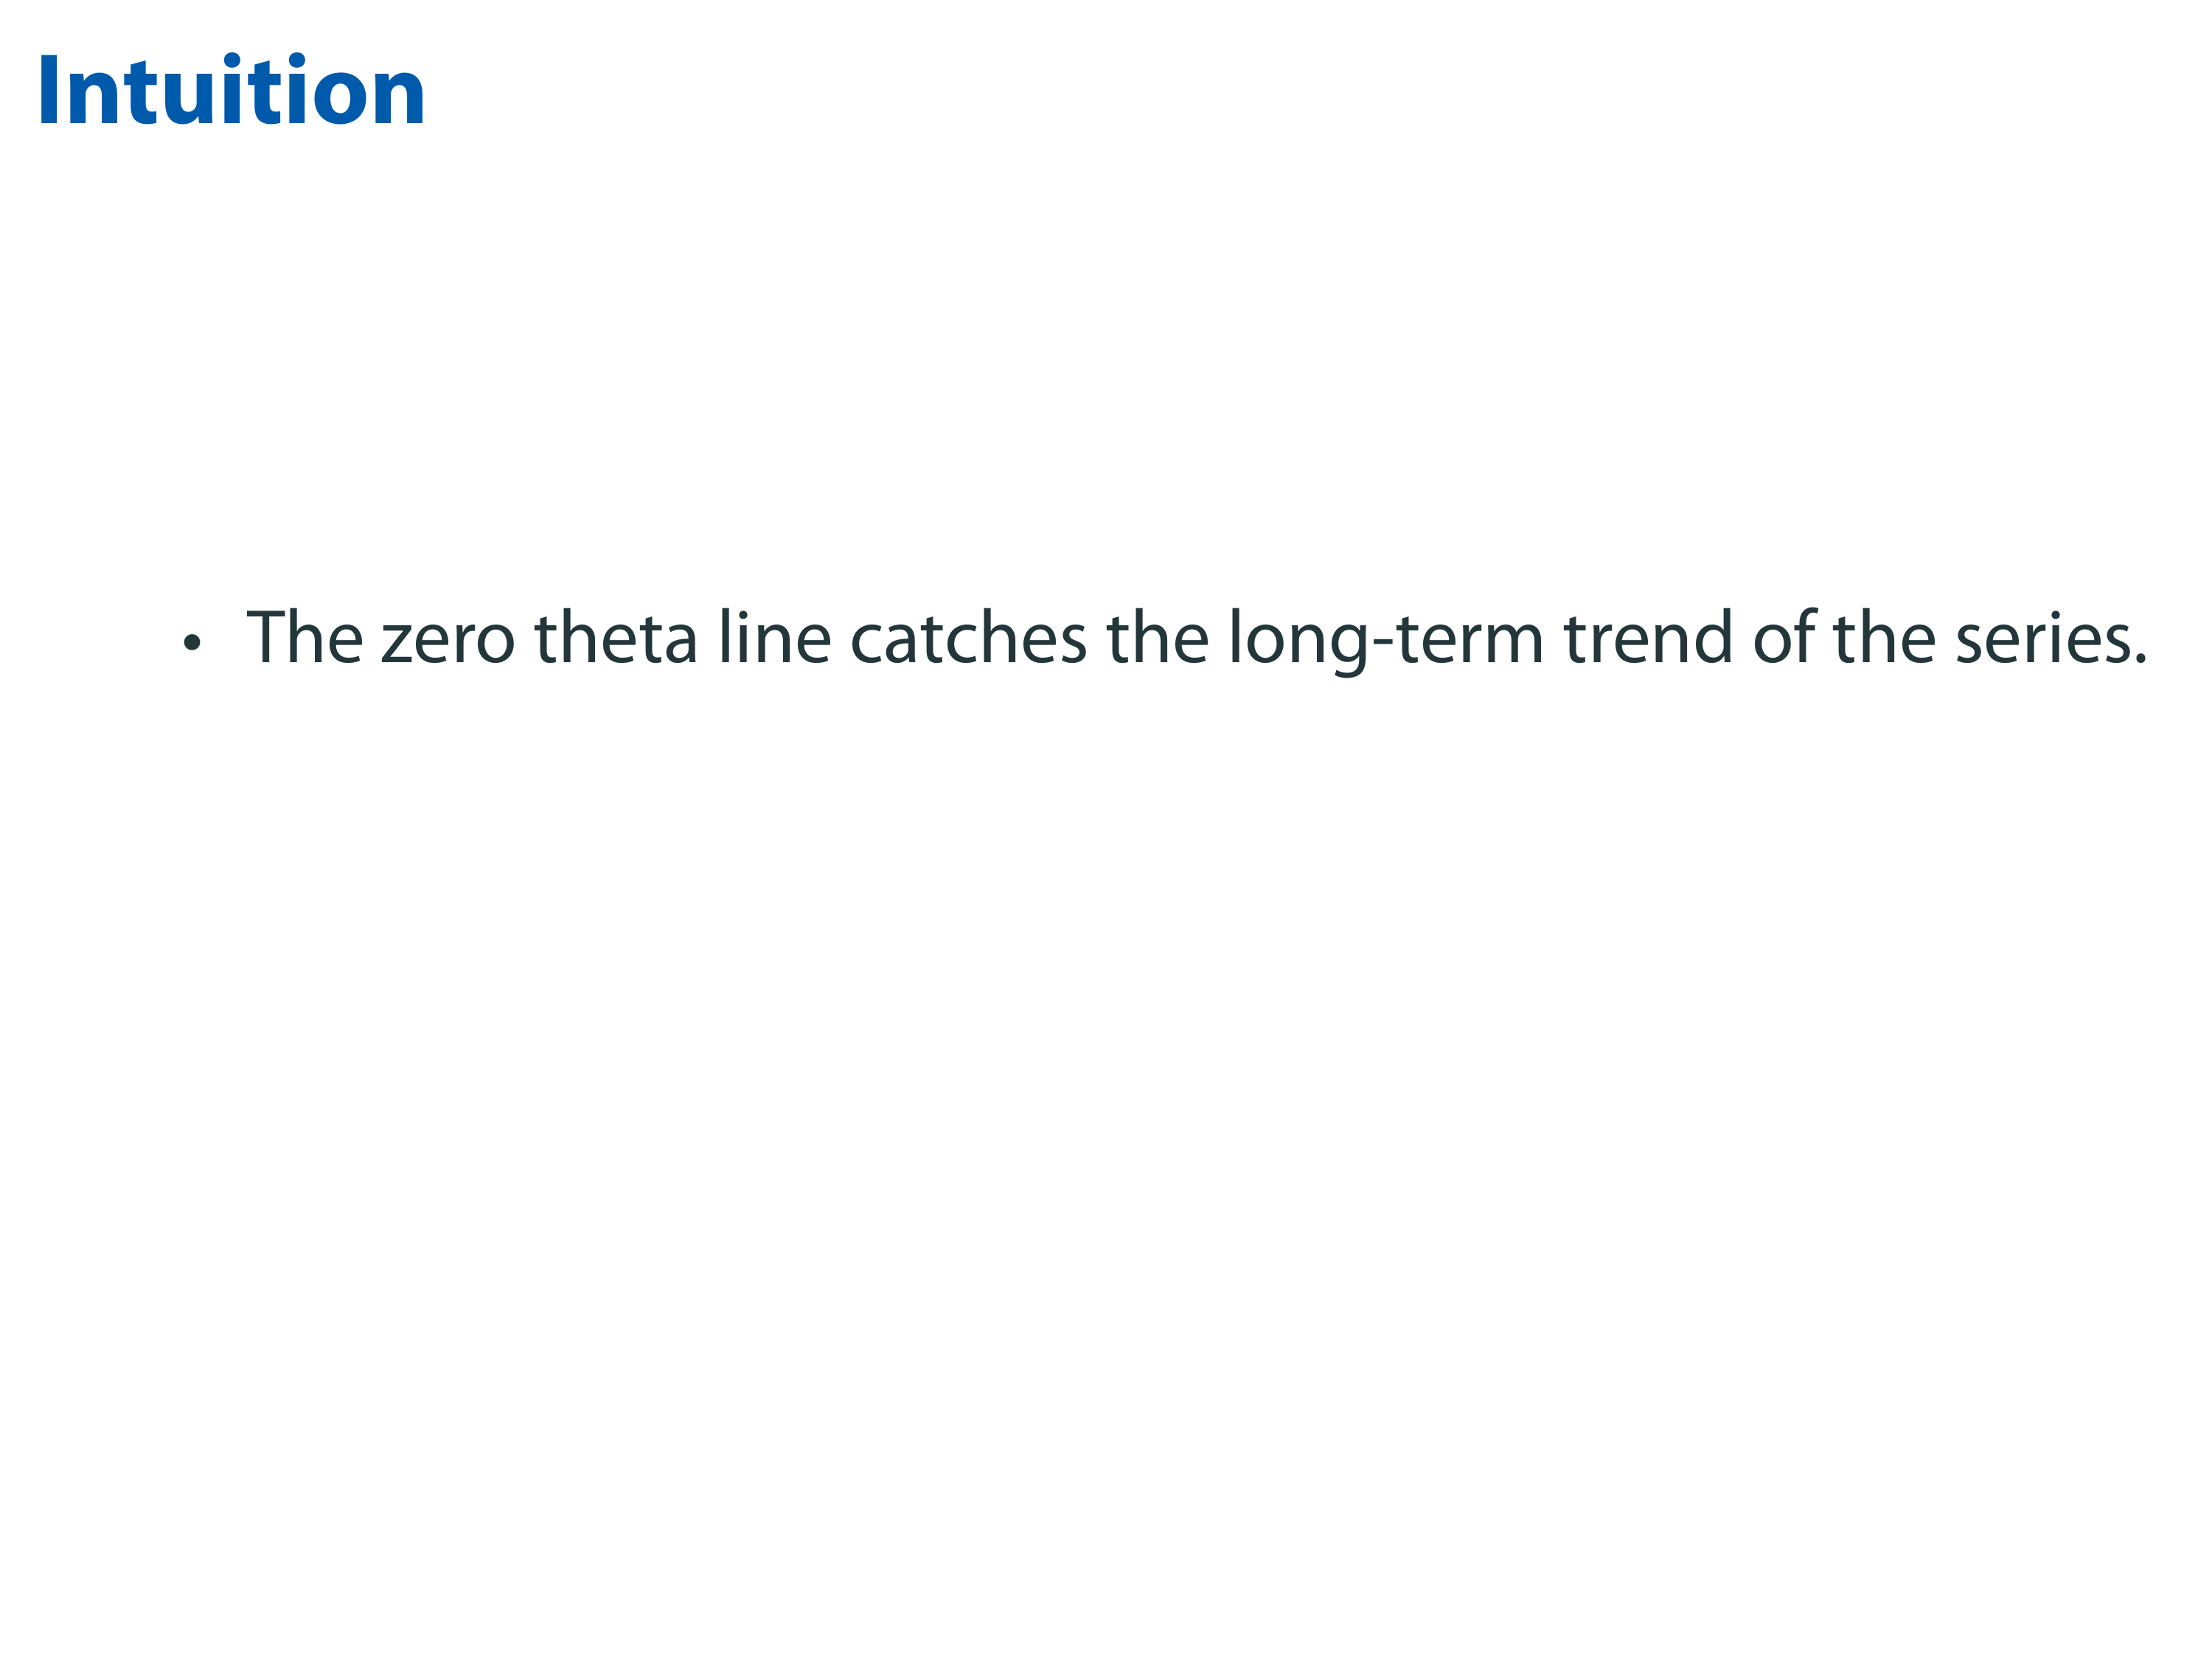 Intuition
• The zero theta line catches the long-term trend of the series.